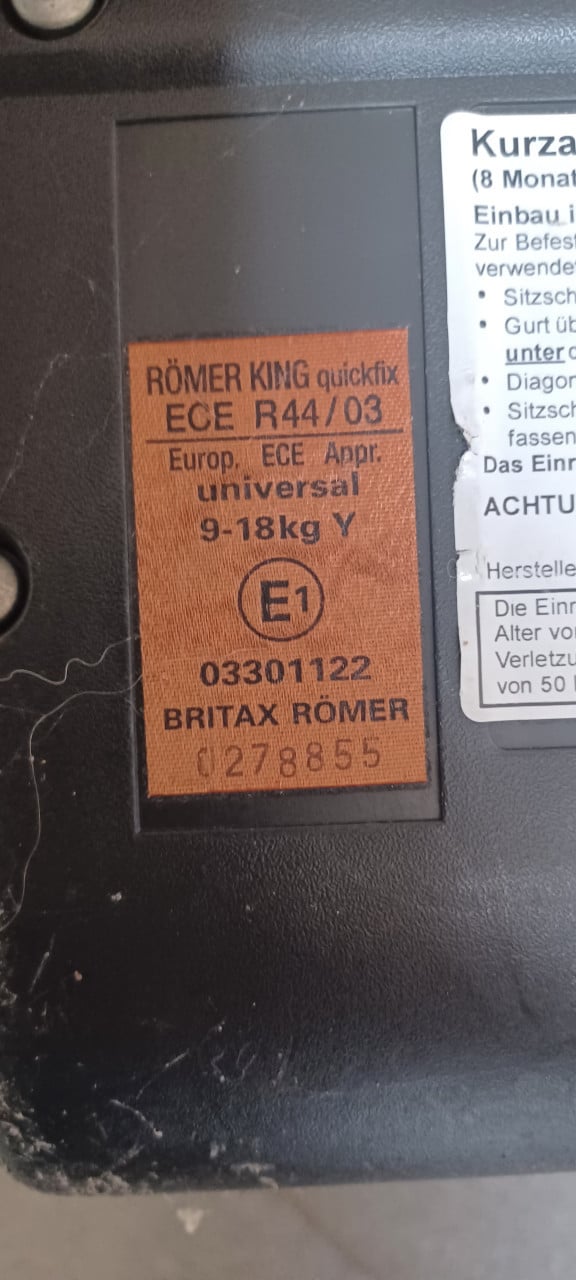 RÖMER KING quickfix
ECE R44/03
Europ. ECE Appr.
universal
9-18kg Y
E1
03301122
BRITAX RÖMER
0278855
Kurza
(8 Monat
Einbau i
Zur Befest
verwende
• Sitzsch
• Gurt üb
unter d
• Diagon
• Sitzsch
fassen
Das Einr
ACHTU
Herstelle
Die Einr
Alter vo
Verletzu
von 50